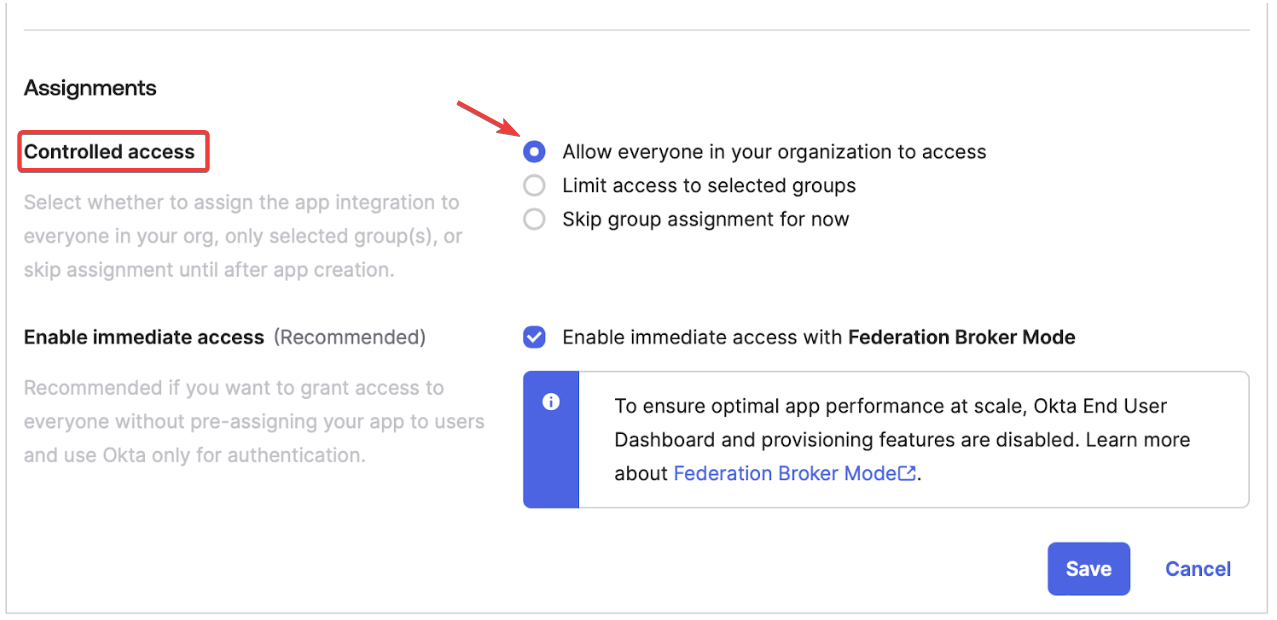 Assignments
Controlled access
Allow everyone in your organization to access
Limit access to selected groups
Skip group assignment for now
Select whether to assign the app integration to
everyone in your org, only selected group(s), or
skip assignment until after app creation.
Enable immediate access (Recommended)
Enable immediate access with Federation Broker Mode
Recommended if you want to grant access to
everyone without pre-assigning your app to users
and use Okta only for authentication.
To ensure optimal app performance at scale, Okta End User
Dashboard and provisioning features are disabled. Learn more
about Federation Broker Mode.
Save
Cancel